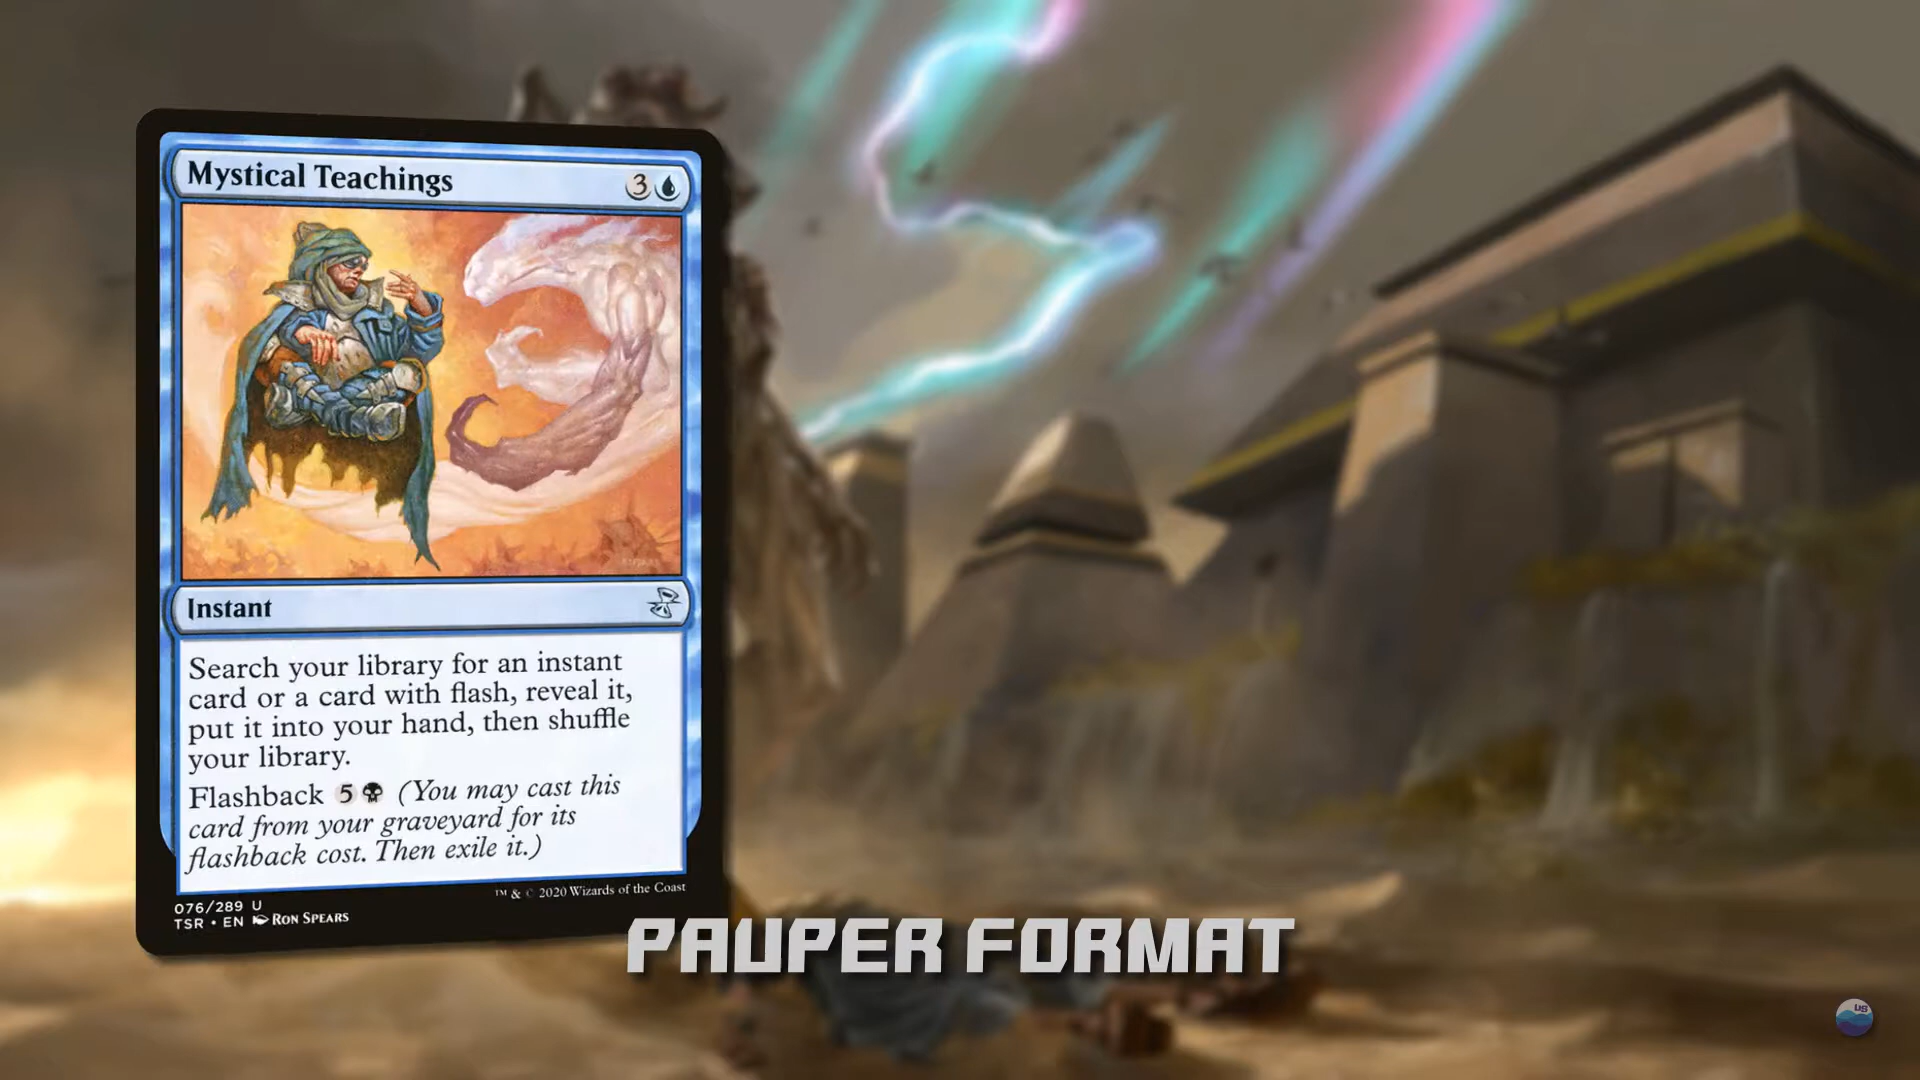 Mystical Teachings 3
Instant
Search your library for an instant
card or a card with flash, reveal it,
put it into your hand, then shuffle
your library.
Flashback 5 (You may cast this
card from your graveyard for its
flashback cost. Then exile it.)
™ & © 2020 Wizards of the Coast
076/289 U
TSR • EN Ron Spears
PAUPER FORMAT